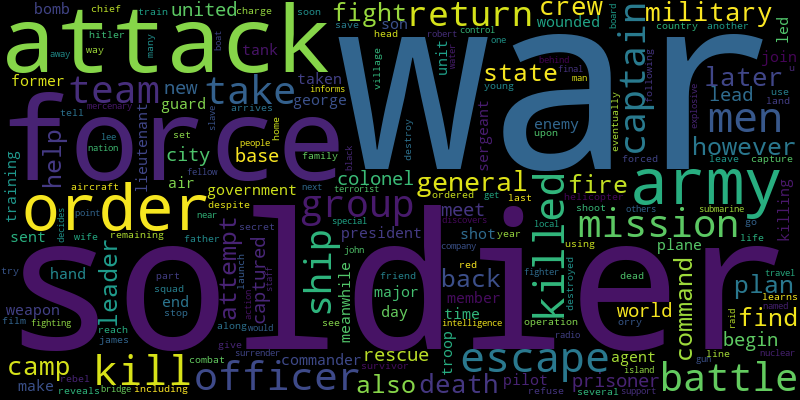 bomb chief train united charge soon fight son return crew wounded military
hitler many boat save head robert control one country another board led
attack war
away way tank water village unit state captain behind final man young join u
former team new take taken george informs later lead use land
force mercenary guard arrives destroy sergeant enemy upon men explosive following
tell lee nation help lieutenant set city slave base people home family black however eventually
training aircraft air fellow colonel general killed fire forced leave capture
order government next terrorist ordered get last helicopter army killing
decides point despite near group special meet discovers shoot others submarine mission
sent wife remaining father secret president shot year local go life
soldier
try hand leader part attempt launch captured action staff ship meanwhile john friend back red company using plane dead travel
weapon squad end stop along would see major day member time fighter destroyed world command plan learns named
film fighting reach james give intelligence operation radio orry raid find
surrender combat commander rescue troop island agent line gun begin nuclear
camp kill officer also death pilot escape prisoner battle
make rebel reveals bridge including survivor refuse several support